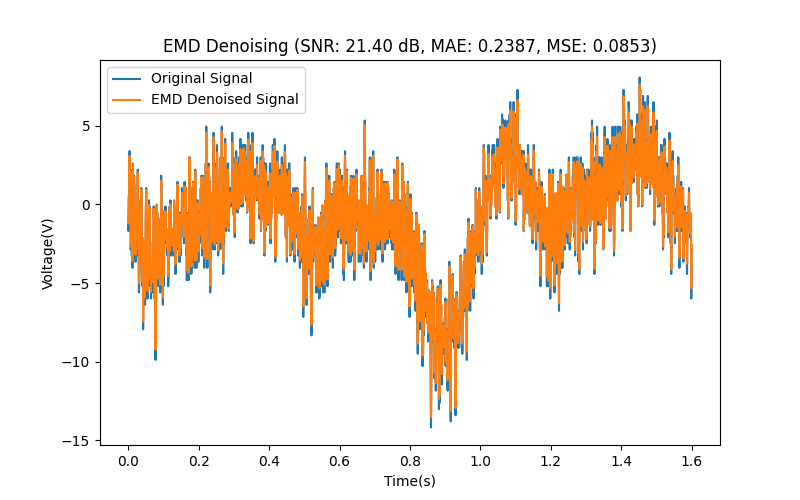 EMD Denoising (SNR: 21.40 dB, MAE: 0.2387, MSE: 0.0853)
Original Signal
EMD Denoised Signal
5
0
−5
−10
−15
Voltage(V)
0.0 0.2 0.4 0.6 0.8 1.0 1.2 1.4 1.6
Time(s)